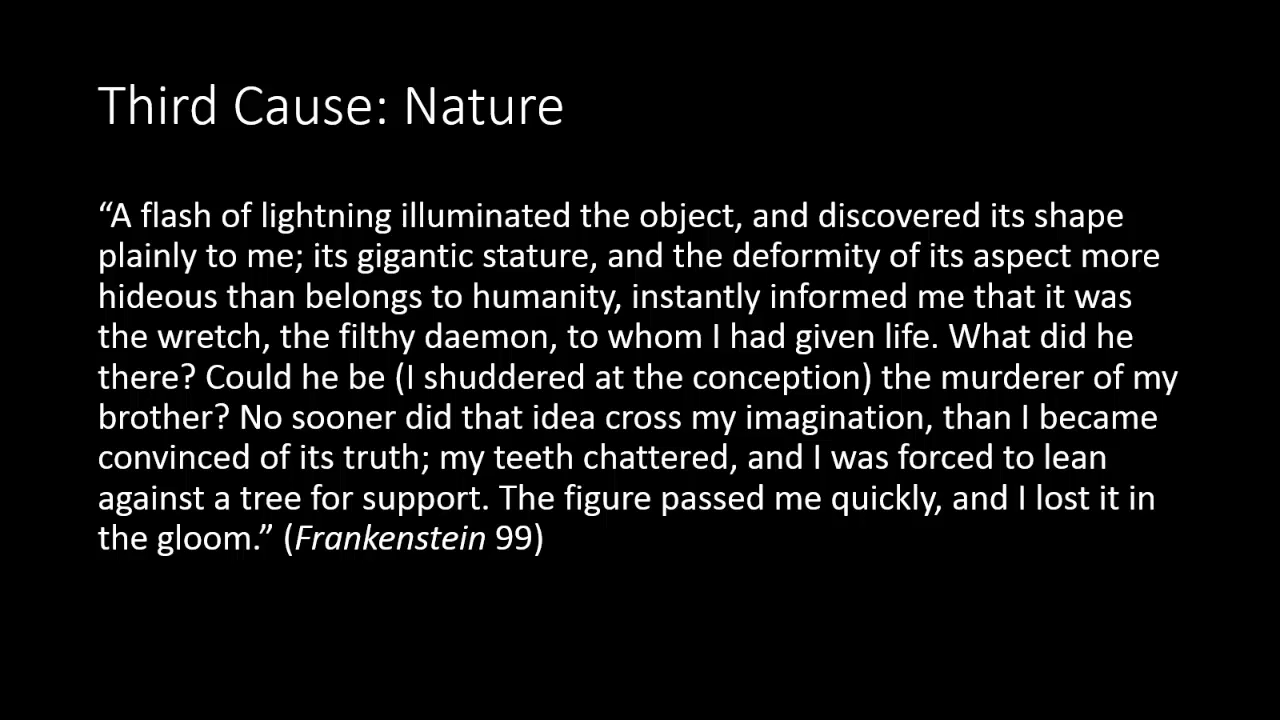 Third Cause: Nature
“A flash of lightning illuminated the object, and discovered its shape
plainly to me; its gigantic stature, and the deformity of its aspect more
hideous than belongs to humanity, instantly informed me that it was
the wretch, the filthy daemon, to whom I had given life. What did he
there? Could he be (I shuddered at the conception) the murderer of my
brother? No sooner did that idea cross my imagination, than I became
convinced of its truth; my teeth chattered, and I was forced to lean
against a tree for support. The figure passed me quickly, and I lost it in
the gloom.” (Frankenstein 99)